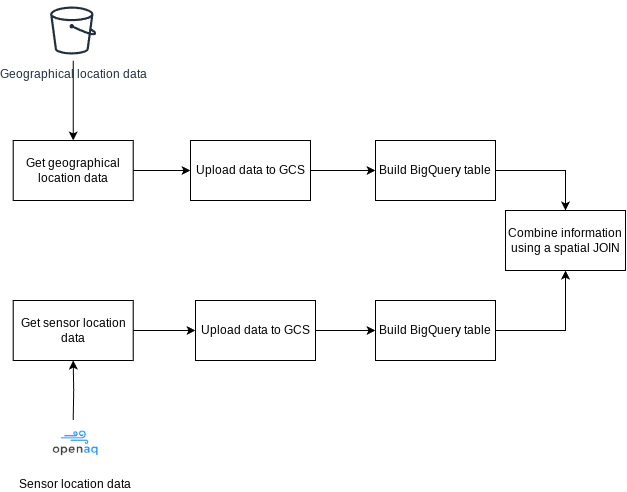 Geographical location data
Get geographical
location data
Upload data to GCS
Build BigQuery table
Combine information
using a spatial JOIN
Get sensor location
data
Upload data to GCS
Build BigQuery table
openaq
Sensor location data